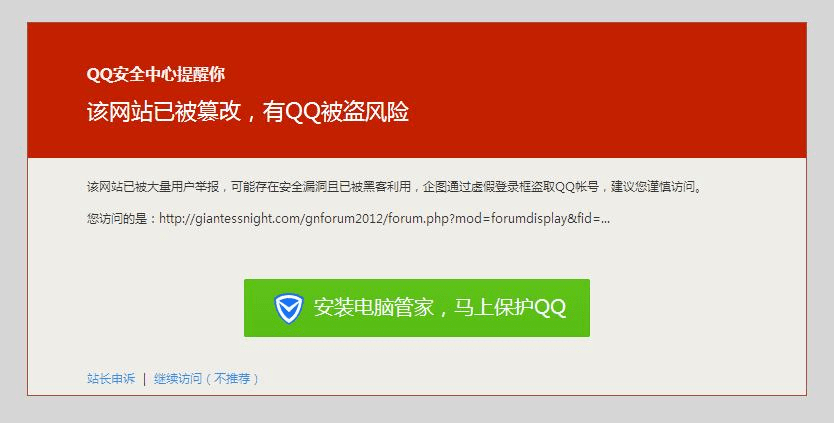 QQ安全中心提醒你
该网站已被篡改，有QQ被盗风险
该网站已被大量用户举报，可能存在安全漏洞且已被黑客利用，企图通过虚假登录框盗取QQ帐号，建议您谨慎访问。
您访问的是：http://giantessnight.com/gnforum2012/forum.php?mod=forumdisplay&fid=...
安装电脑管家，马上保护QQ
站长申诉 | 继续访问（不推荐）